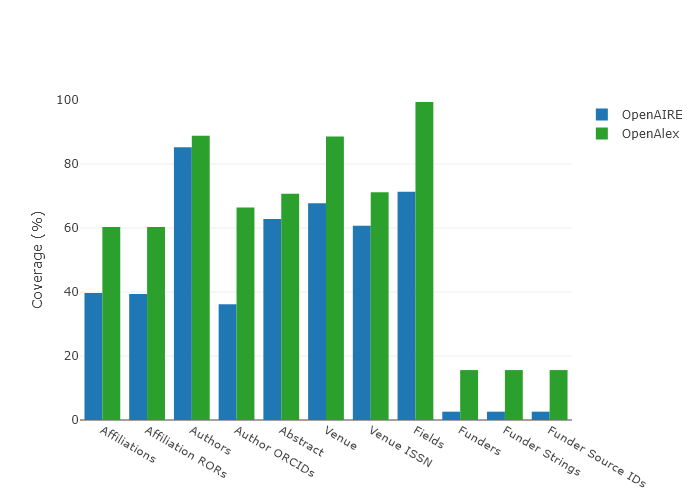 100
80
60
40
20
0
Coverage (%)
OpenAIRE
OpenAlex
Affiliations
Affiliation RORs
Authors
Author ORCIDs
Abstract
Venue
Venue ISSN
Fields
Funders
Funder Strings
Funder Source IDs